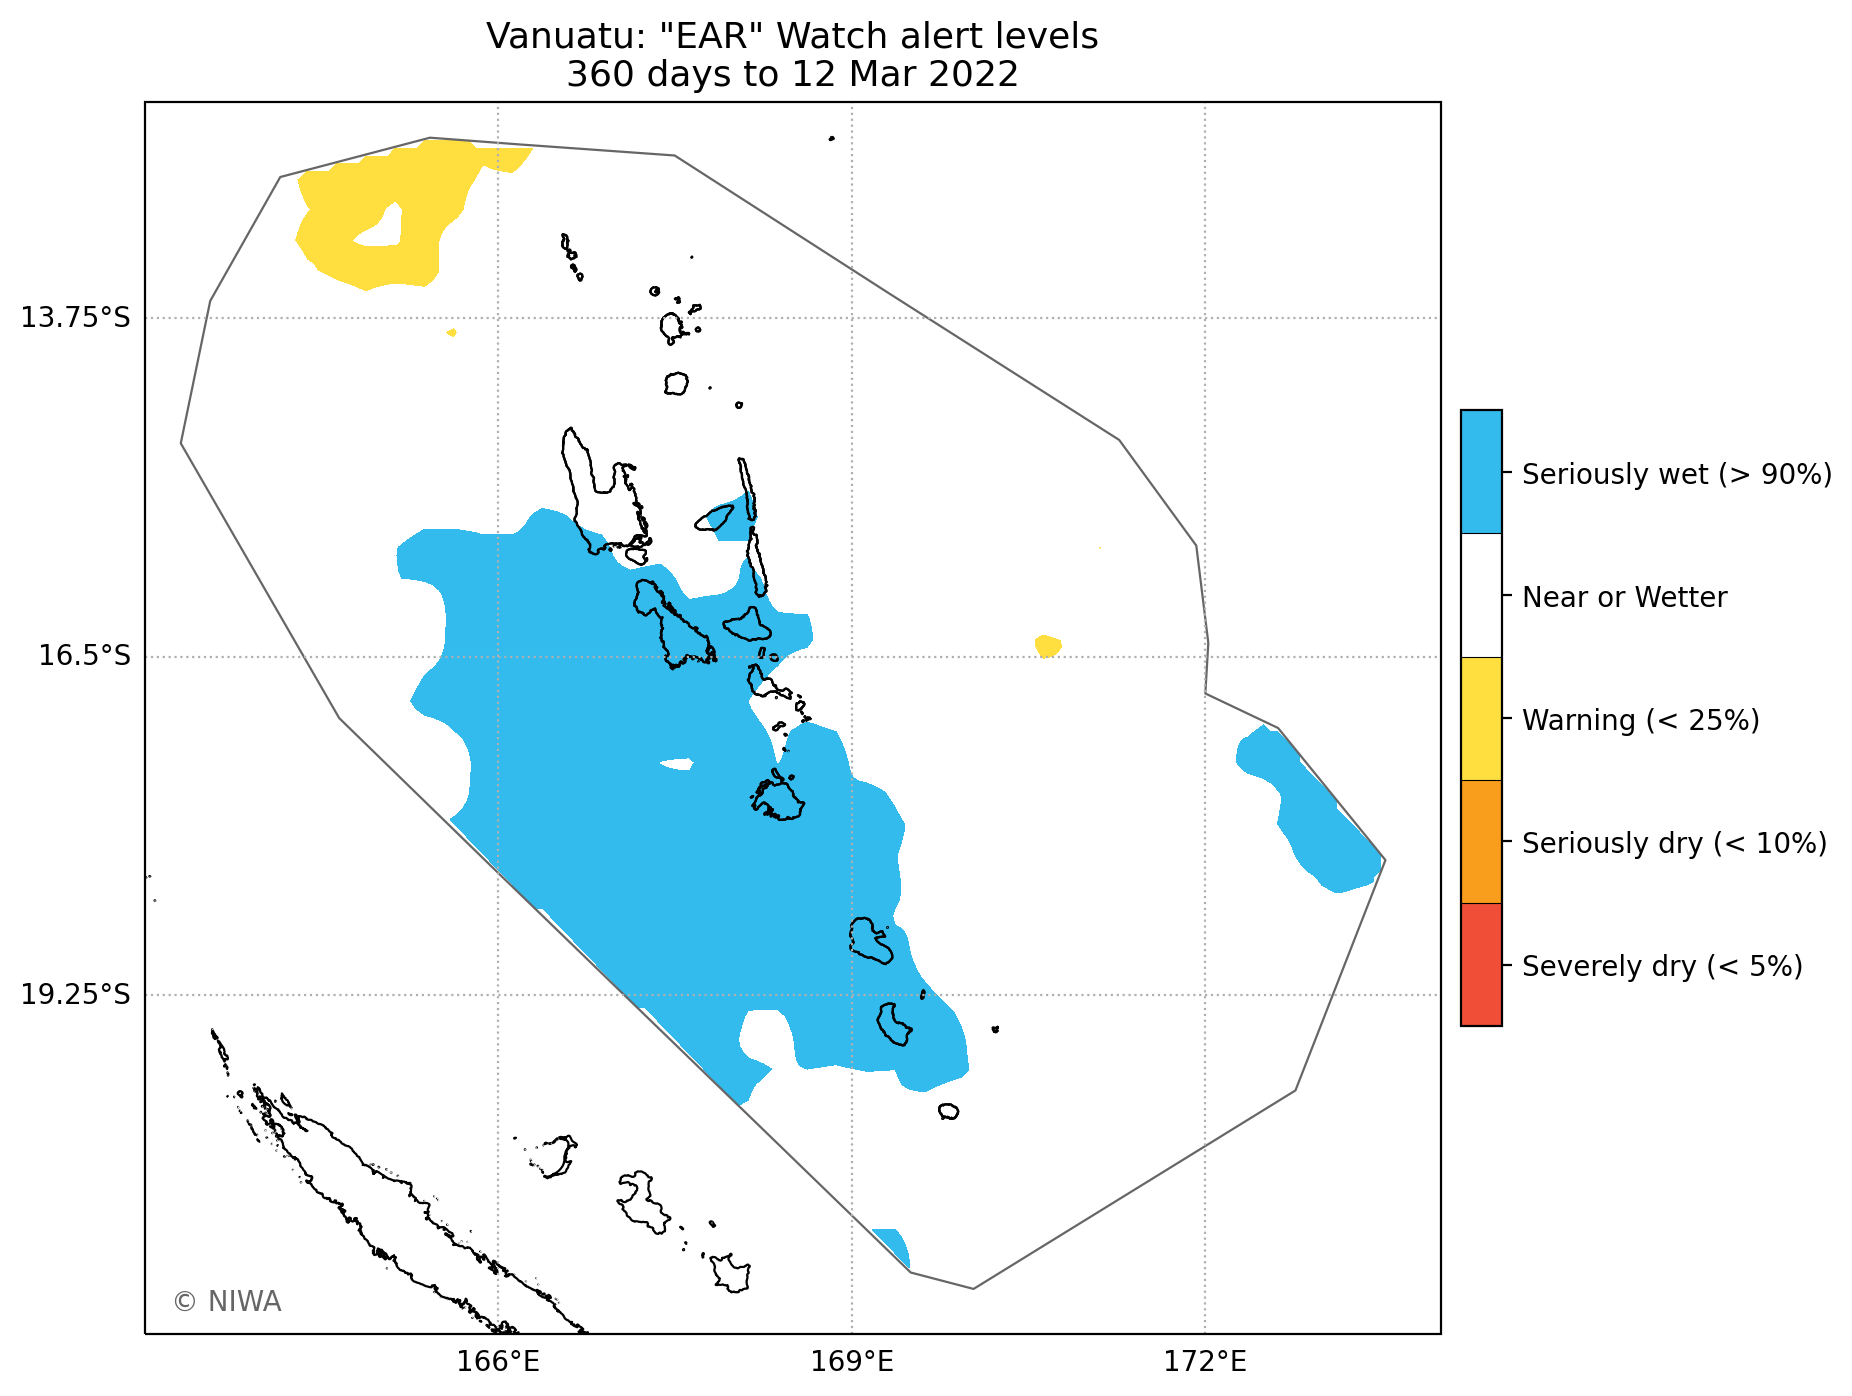 Vanuatu: "EAR" Watch alert levels
360 days to 12 Mar 2022
13.75°S
16.5°S
19.25°S
166°E
169°E
172°E
Seriously wet (> 90%)
Near or Wetter
Warning (< 25%)
Seriously dry (< 10%)
Severely dry (< 5%)
© NIWA